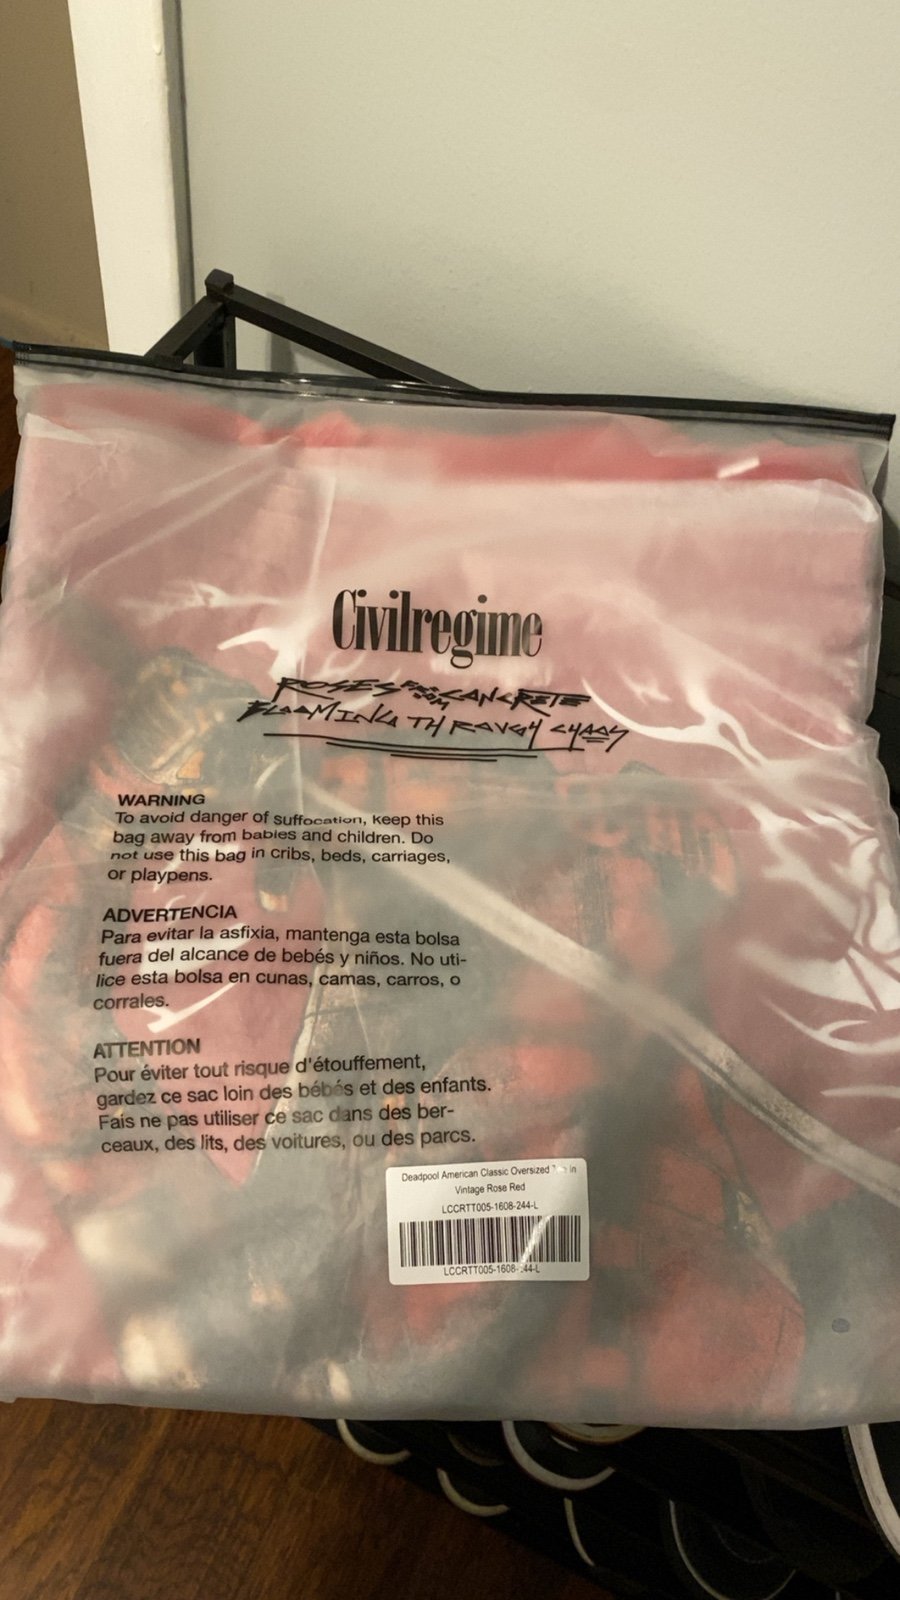 Civilregime
ROSES FROM CONCRETE
BLOOMING THROUGH CHAOS
WARNING
To avoid danger of suffocation, keep this
bag away from babies and children. Do
not use this bag in cribs, beds, carriages,
or playpens.
ADVERTENCIA
Para evitar la asfixia, mantenga esta bolsa
fuera del alcance de bebés y niños. No uti-
lice esta bolsa en cunas, camas, carros, o
corrales.
ATTENTION
Pour éviter tout risque d'étouffement,
gardez ce sac loin des bébés et des enfants.
Fais ne pas utiliser ce sac dans des ber-
ceaux, des lits, des voitures, ou des parcs.
Deadpool American Classic Oversized in
Vintage Rose Red
LCCRTT005-1608-244-L
LCCRTT005-1608-244-L